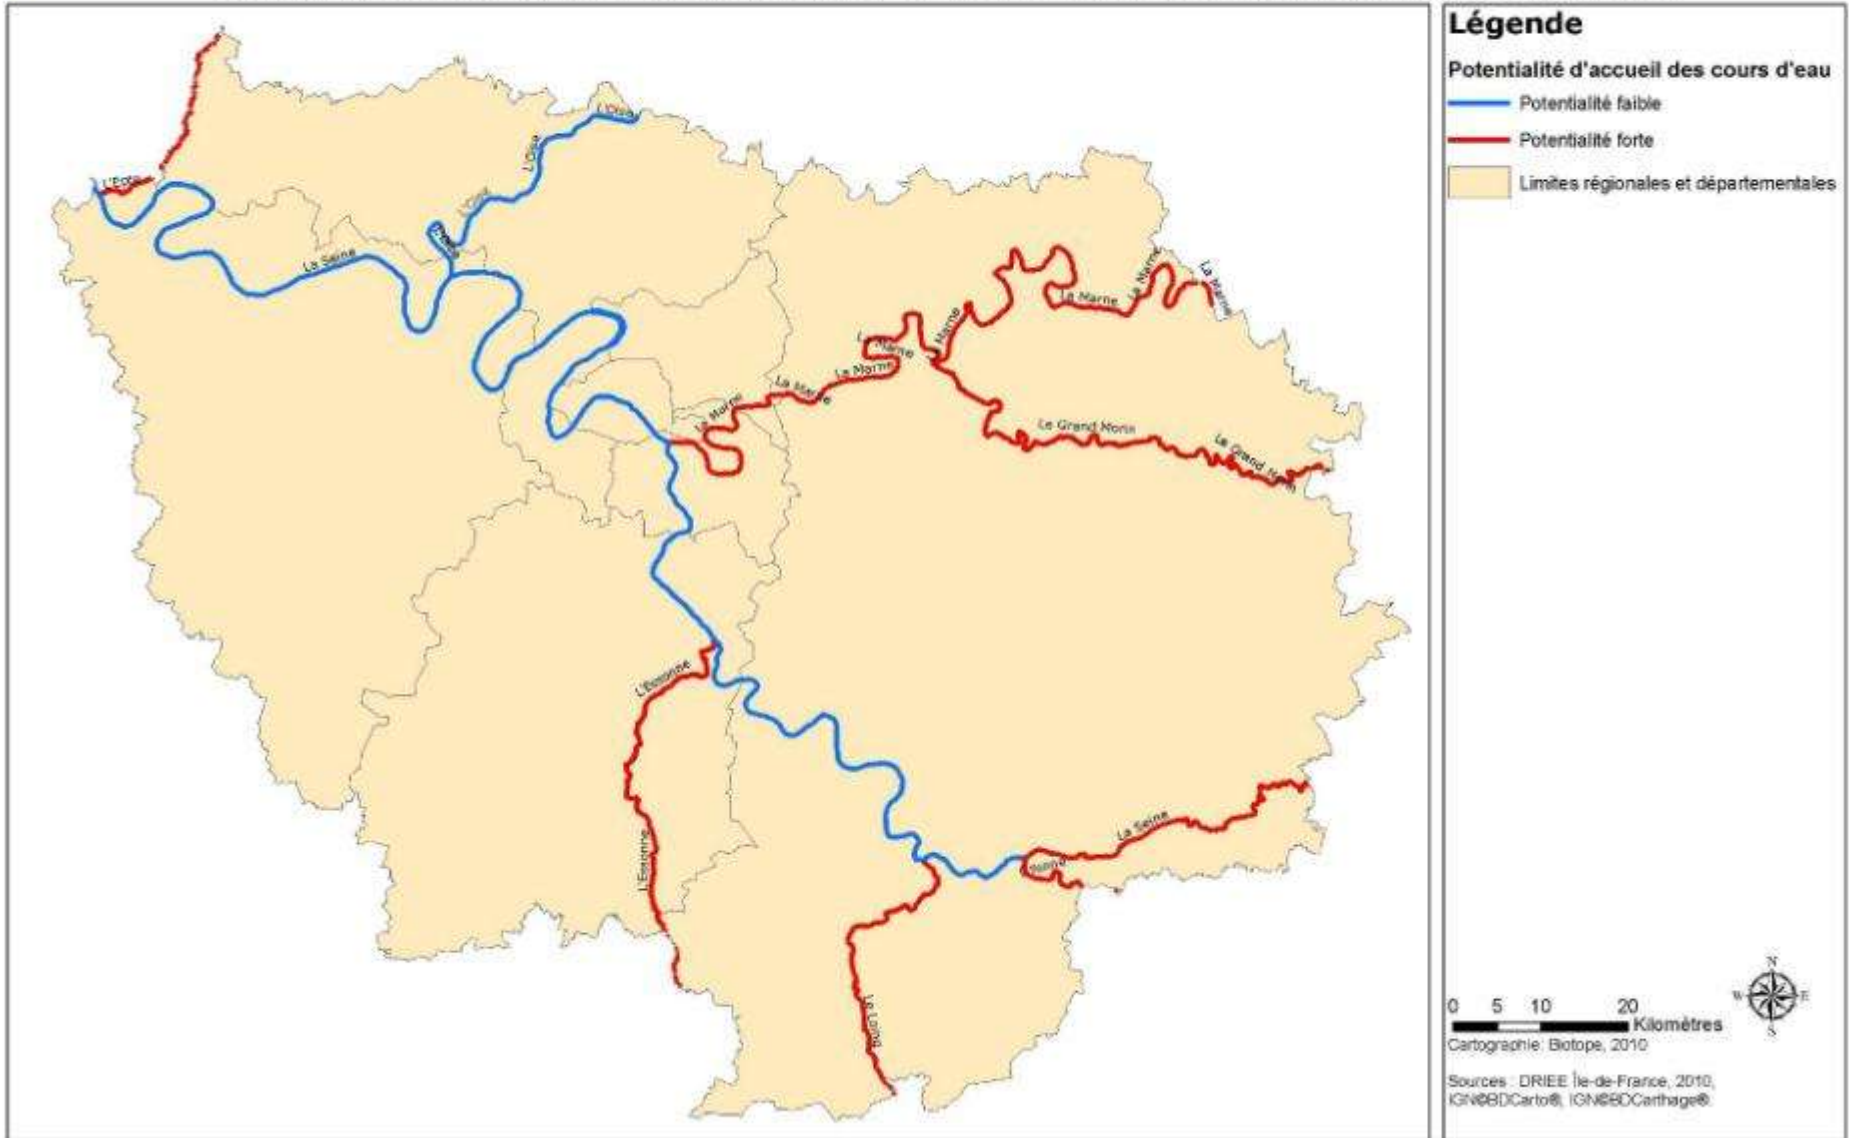 Légende
Potentialité d'accueil des cours d'eau
Potentialité faible
Potentialité forte
Limites régionales et départementales
L'Oise
L'Oise
L'Oise
L'Epte
La Seine
La Marne
La Marne
La Marne
La Marne
La Marne
La Marne
La Marne
La Marne
Le Grand Morin
Le Grand Morin
L'Essonne
L'Essonne
La Seine
Yonne
Le Loing
N
W
E
S
0 5 10 20
Kilomètres
Cartographie: Biotope, 2010
Sources : DRIEE Île-de-France, 2010,
IGN©BDCarto®, IGN©BDCarthage®.